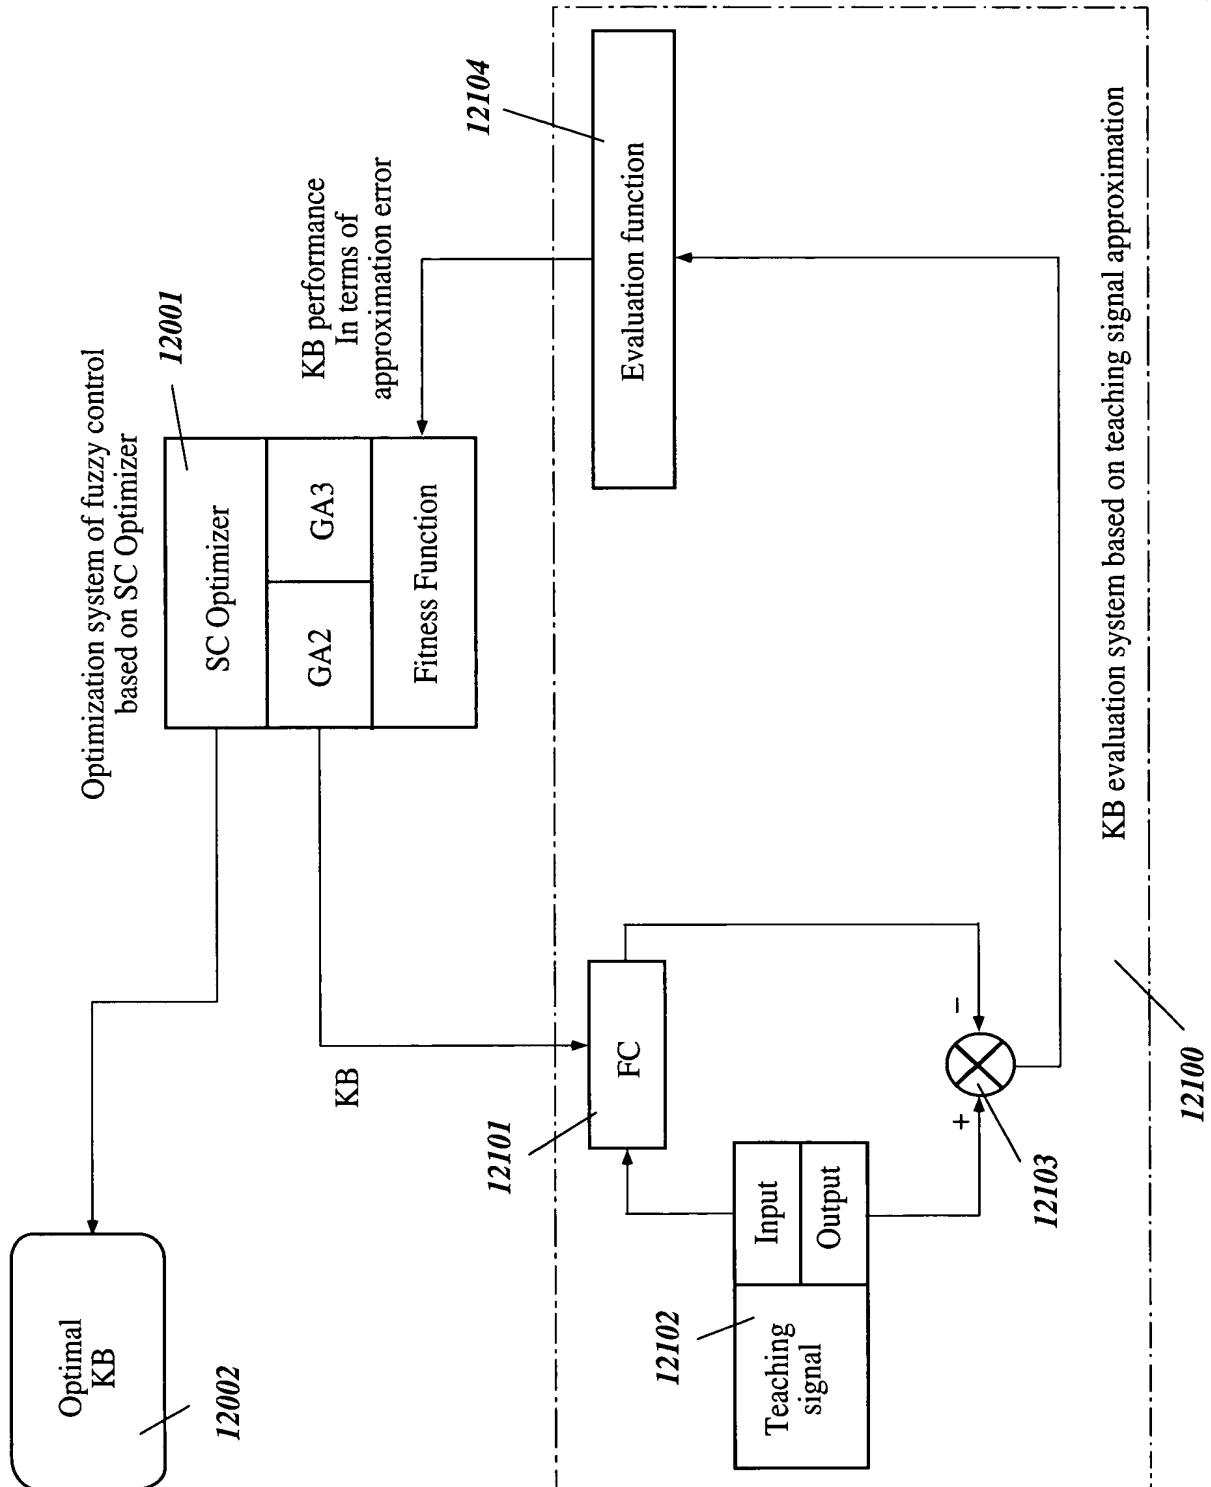 Optimization system of fuzzy control
based on SC Optimizer
12001
SC Optimizer
GA2
GA3
Fitness Function
KB performance
In terms of
approximation error
12104
Evaluation function
Optimal
KB
12002
KB
12101
FC
12102
Teaching
signal
Input
Output
+
−
12103
12100
KB evaluation system based on teaching signal approximation